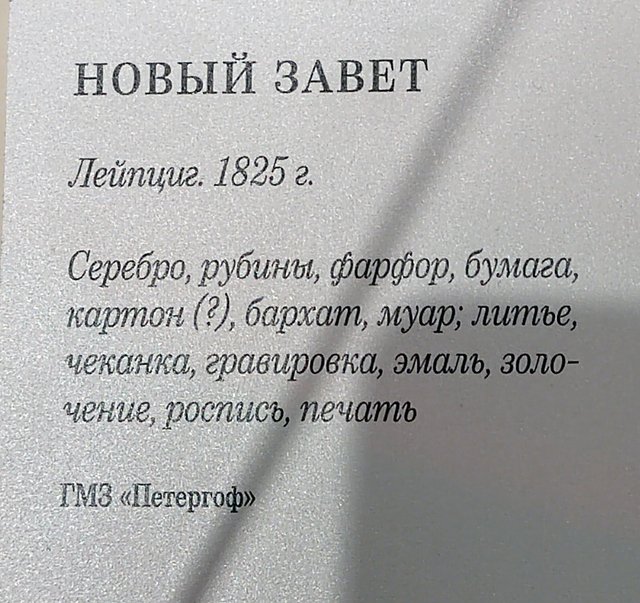 НОВЫЙ ЗАВЕТ
Лейпциг. 1825 г.
Серебро, рубины, фарфор, бумага,
картон (?), бархат, муар; литье,
чеканка, гравировка, эмаль, золо-
чение, роспись, печать
ГМЗ «Петергоф»